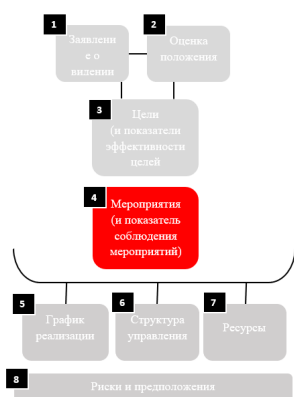 1
Заявлени
е о
видении
2
Оценка
положения
3
Цели
(и показатели
эффективности
целей
4
Мероприятия
(и показатель
соблюдения
мероприятий)
5
График
реализации
6
Структура
управления
7
Ресурсы
8
Риски и предположения